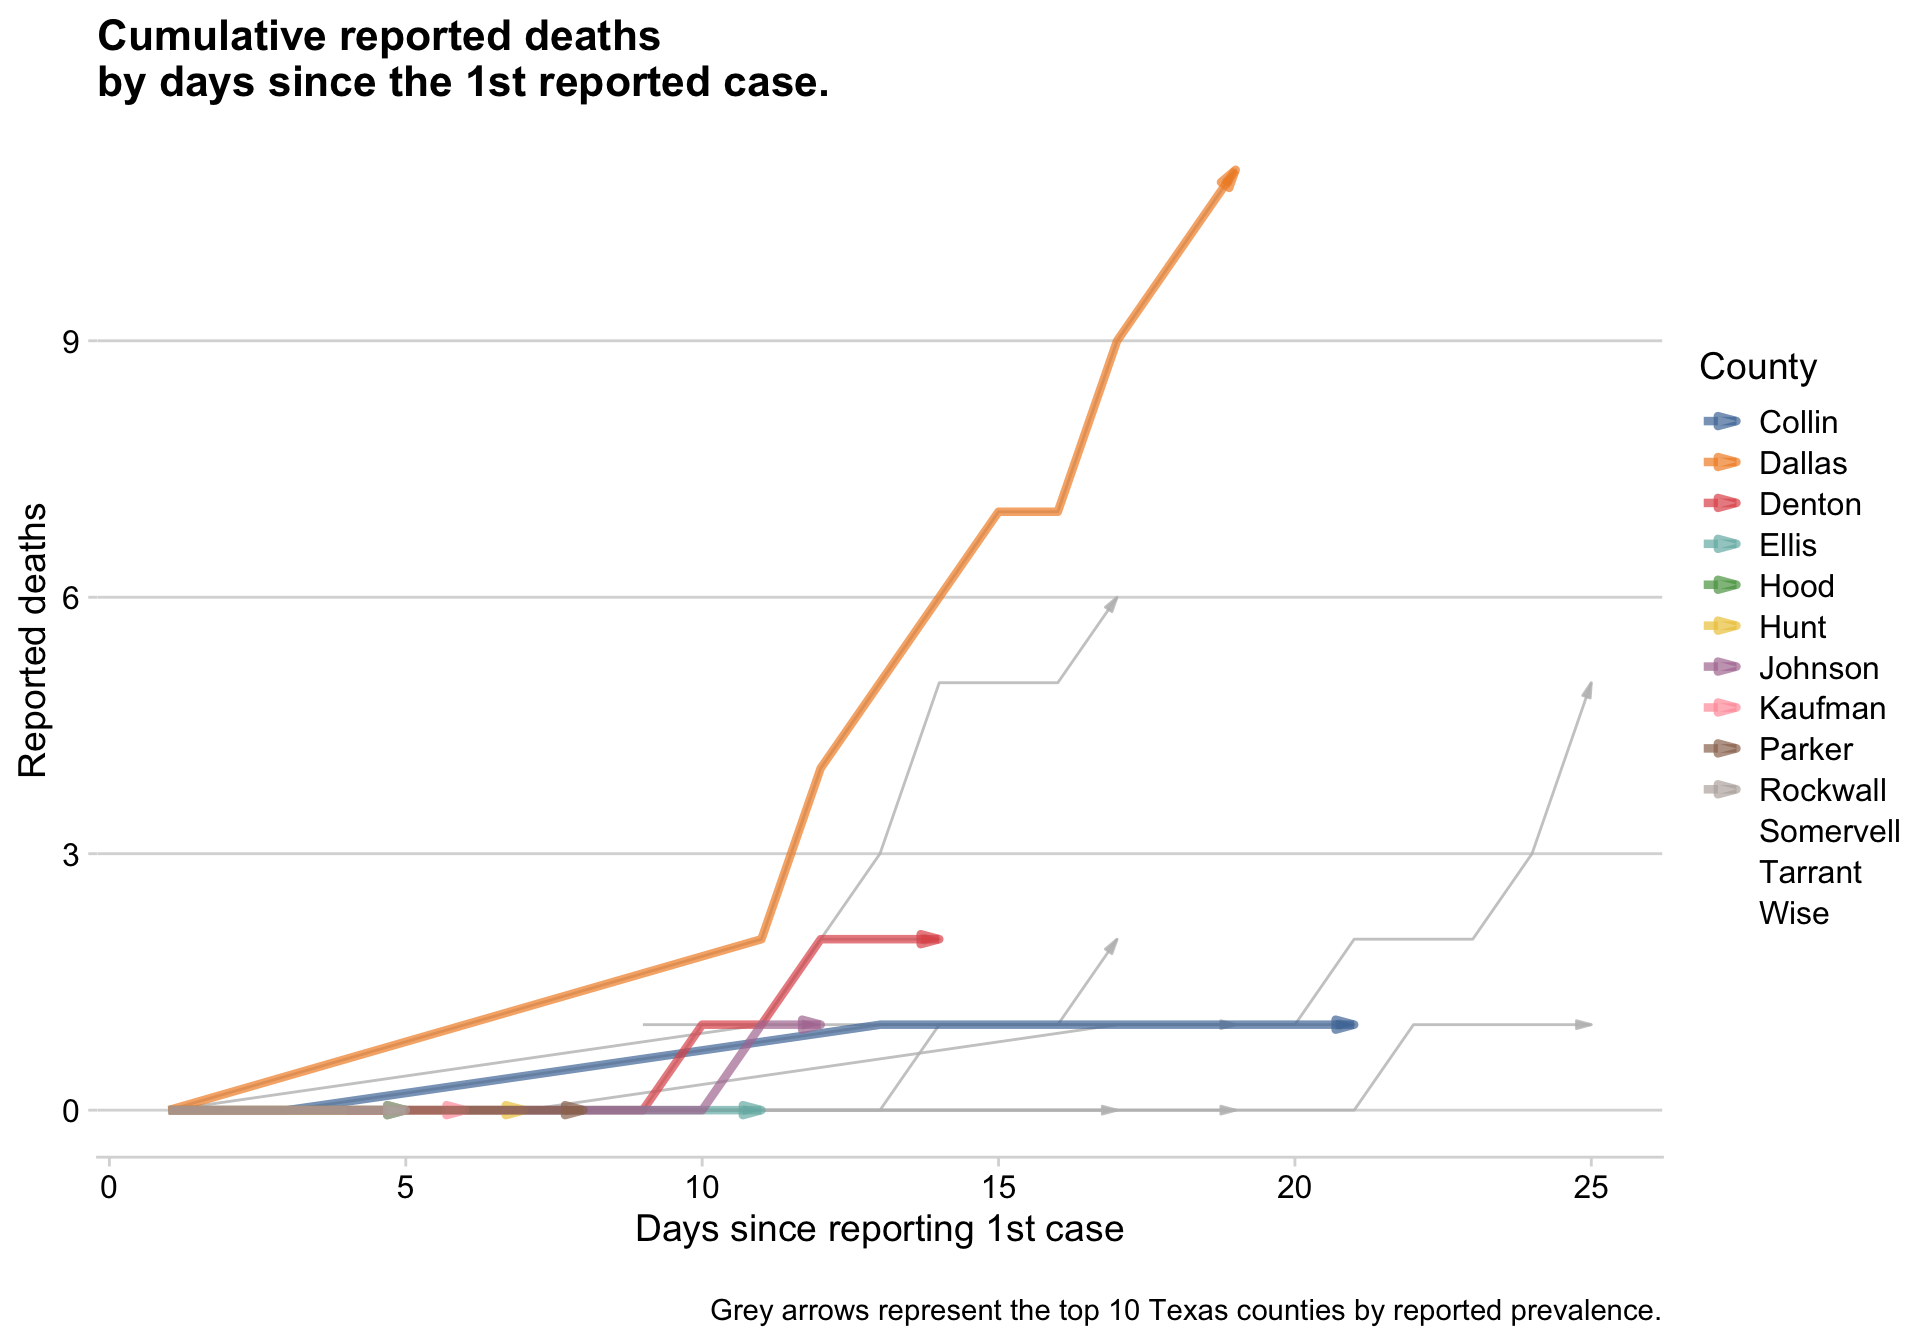 Cumulative reported deaths
by days since the 1st reported case.
Reported deaths
9
6
3
0
0 5 10 15 20 25
Days since reporting 1st case
County
Collin
Dallas
Denton
Ellis
Hood
Hunt
Johnson
Kaufman
Parker
Rockwall
Somervell
Tarrant
Wise
Grey arrows represent the top 10 Texas counties by reported prevalence.